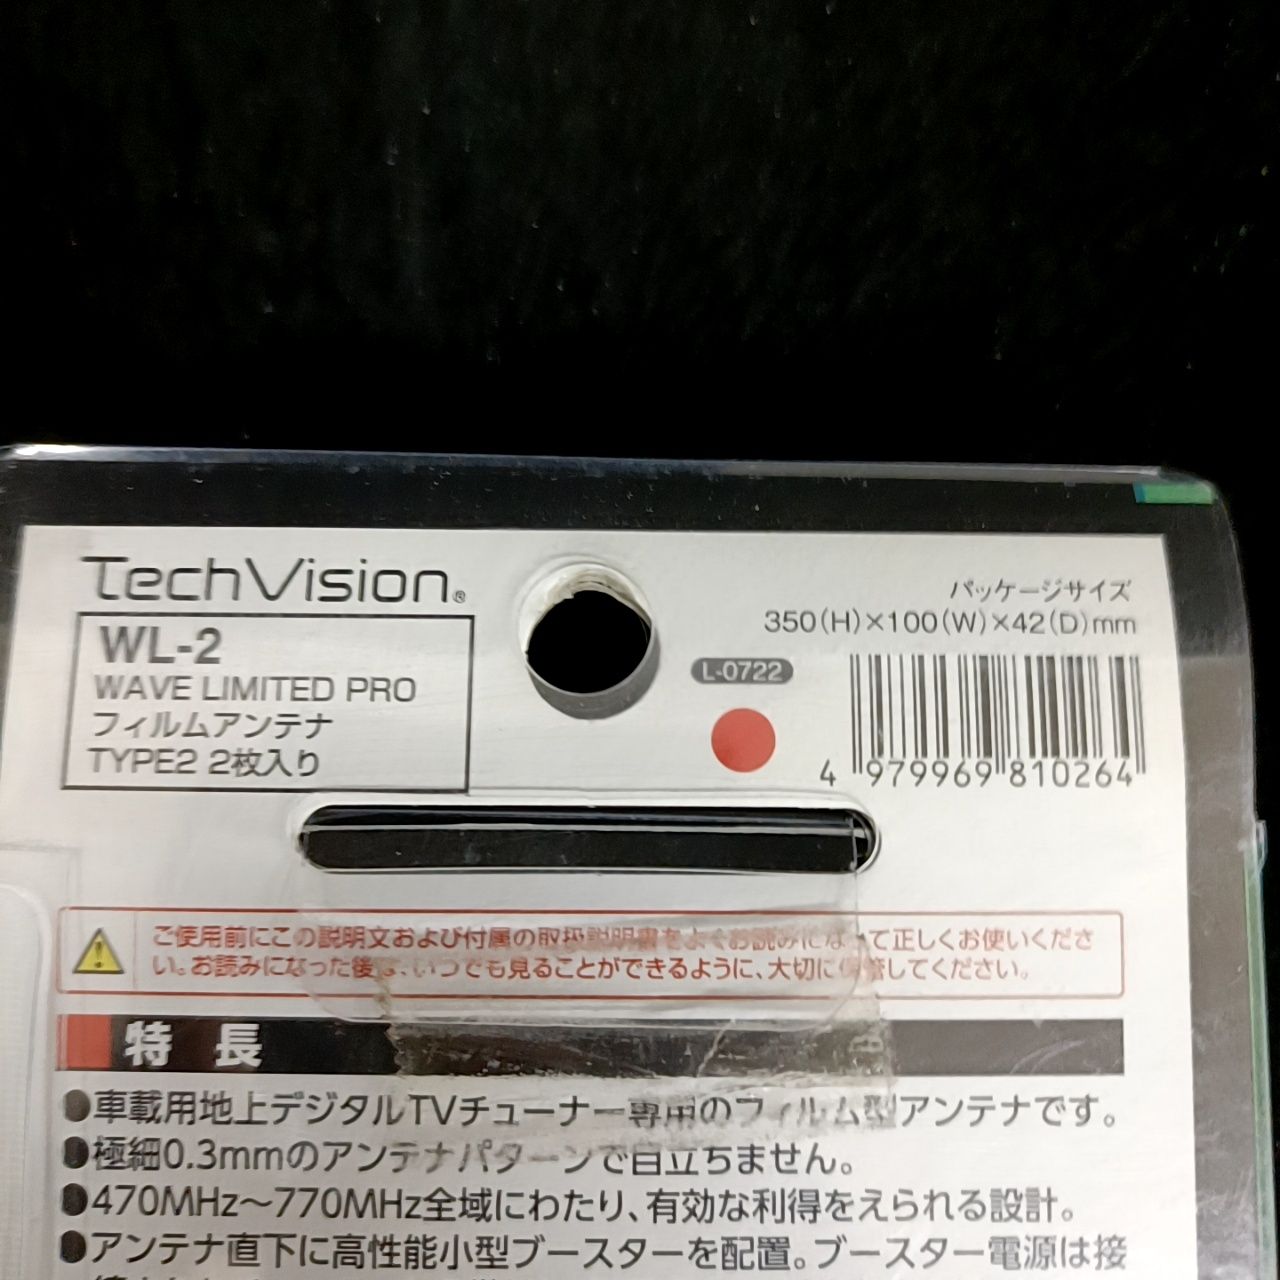 TechVision®
WL-2
WAVE LIMITED PRO
フィルムアンテナ
TYPE2 2枚入り
パッケージサイズ
350(H)×100(W)×42(D)mm
L-0722
4 979969 810264
ご使用前にこの説明文および付属の取扱説明書をよくお読みになって正しくお使いくださ
い。お読みになった後は、いつでも見ることができるように、大切に保管してください。
特 長
●車載用地上デジタルTVチューナー専用のフィルム型アンテナです。
●極細0.3mmのアンテナパターンで目立ちません。
●470MHz～770MHz全域にわたり、有効な利得をえられる設計。
●アンテナ直下に高性能小型ブースターを配置。ブースター電源は接